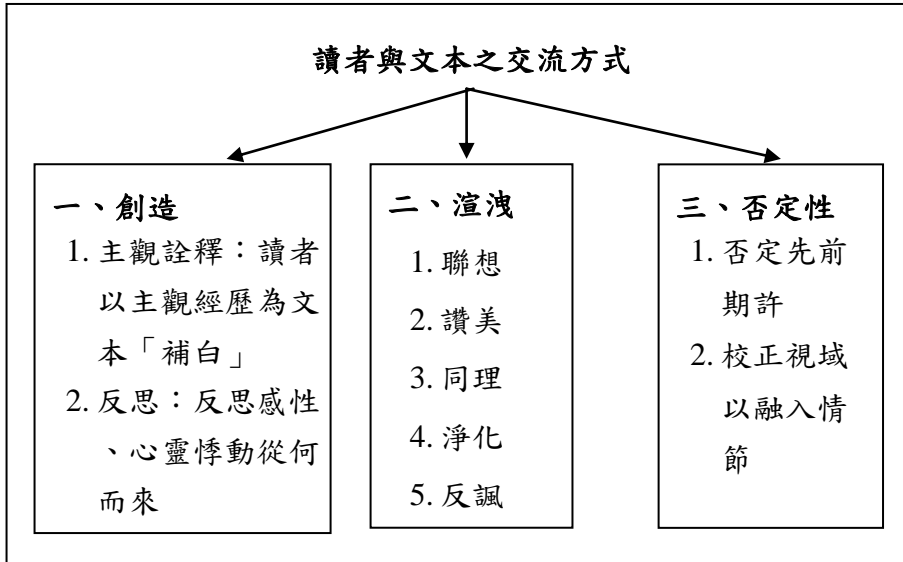 讀者與文本之交流方式
一、創造
1. 主觀詮釋：讀者
以主觀經歷為文
本「補白」
2. 反思：反思感性
、心靈悸動從何
而來
二、渲洩
1. 聯想
2. 讚美
3. 同理
4. 淨化
5. 反諷
三、否定性
1. 否定先前
期許
2. 校正視域
以融入情
節